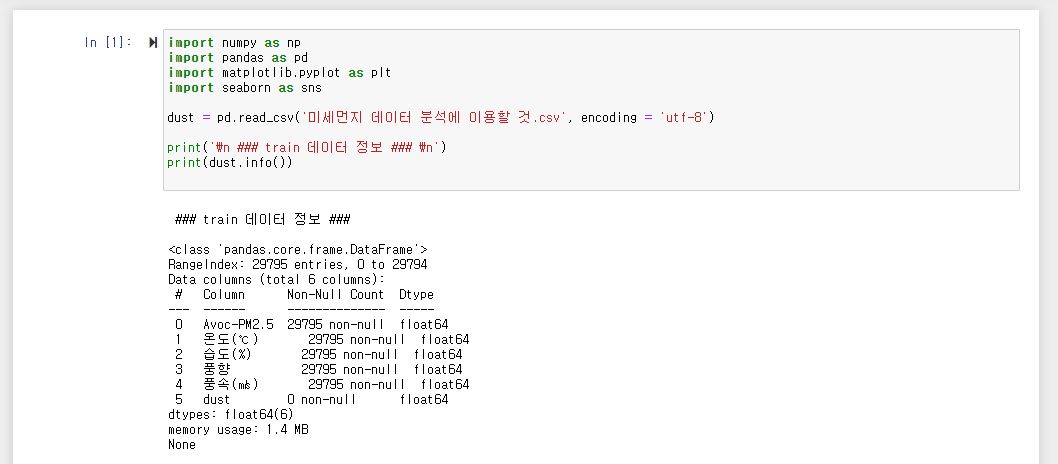 In [1]:
import numpy as np
import pandas as pd
import matplotlib.pyplot as plt
import seaborn as sns
dust = pd.read_csv('미세먼지 데이터 분석에 이용할 것.csv', encoding = 'utf-8')
print('₩n ### train 데이터 정보 ### ₩n')
print(dust.info())
### train 데이터 정보 ###
<class 'pandas.core.frame.DataFrame'>
RangeIndex: 29795 entries, 0 to 29794
Data columns (total 6 columns):
#   Column      Non-Null Count  Dtype
---  ------      --------------  -----
0   Avoc-PM2.5  29795 non-null  float64
1   온도(℃)       29795 non-null  float64
2   습도(%)       29795 non-null  float64
3   풍향          29795 non-null  float64
4   풍속(㎧)       29795 non-null  float64
5   dust        0 non-null      float64
dtypes: float64(6)
memory usage: 1.4 MB
None